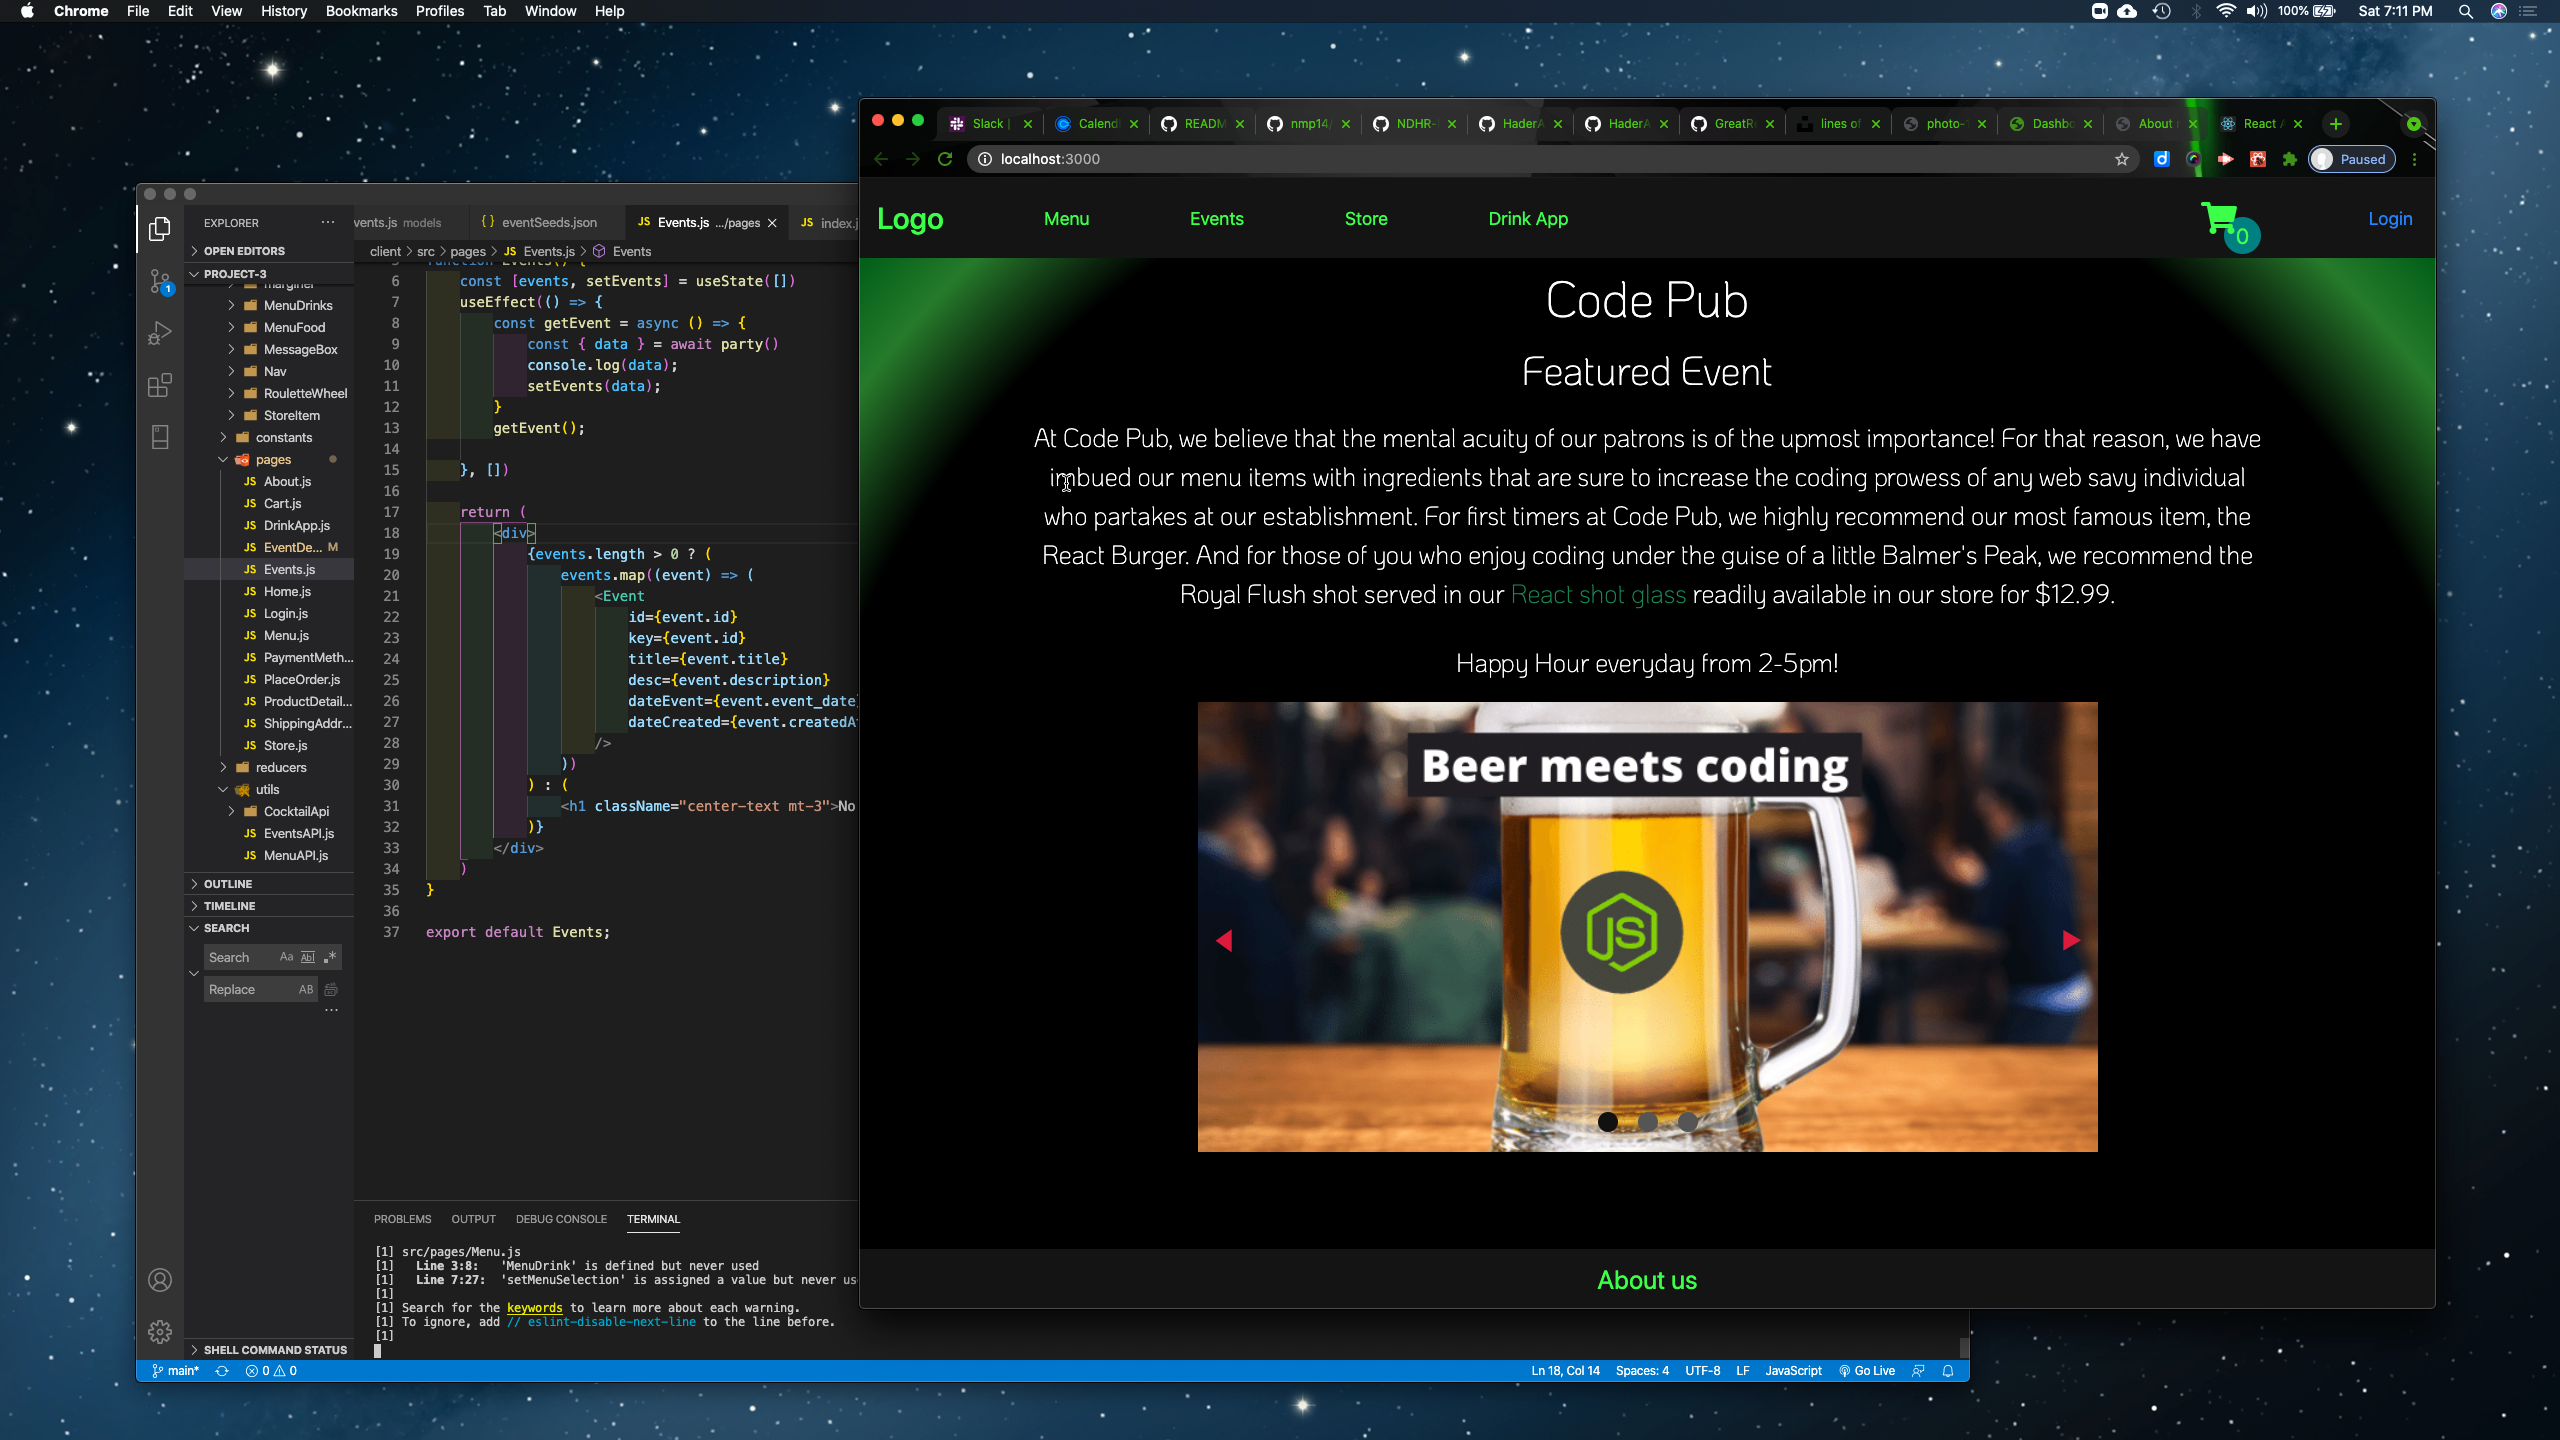 Chrome File Edit View History Bookmarks Profiles Tab Window Help
100% Sat 7:11 PM
Slack | Calend README nmp14/ NDHR- HaderA HaderA GreatR lines of photo- Dashbo About React A
localhost:3000
Paused
Logo Menu Events Store Drink App 0 Login
Code Pub
Featured Event
At Code Pub, we believe that the mental acuity of our patrons is of the upmost importance! For that reason, we have
imbued our menu items with ingredients that are sure to increase the coding prowess of any web savy individual
who partakes at our establishment. For first timers at Code Pub, we highly recommend our most famous item, the
React Burger. And for those of you who enjoy coding under the guise of a little Balmer's Peak, we recommend the
Royal Flush shot served in our React shot glass readily available in our store for $12.99.
Happy Hour everyday from 2-5pm!
Beer meets coding
JS
About us
EXPLORER
OPEN EDITORS
PROJECT-3
MenuDrinks
MenuFood
MessageBox
Nav
RouletteWheel
StoreItem
constants
pages
JS About.js
JS Cart.js
JS DrinkApp.js
JS EventDe... M
JS Events.js
JS Home.js
JS Login.js
JS Menu.js
JS PaymentMeth...
JS PlaceOrder.js
JS ProductDetail...
JS ShippingAddr...
JS Store.js
reducers
utils
CocktailApi
JS EventsAPI.js
JS MenuAPI.js
OUTLINE
TIMELINE
SEARCH
Search Aa Abl .*
Replace AB
SHELL COMMAND STATUS
1
vents.js models {} eventSeeds.json JS Events.js .../pages JS index.j
client > src > pages > JS Events.js > Events
6 const [events, setEvents] = useState([])
7 useEffect(() => {
8 const getEvent = async () => {
9 const { data } = await party()
10 console.log(data);
11 setEvents(data);
12 }
13 getEvent();
14
15 }, [])
16
17 return (
18 <div>
19 {events.length > 0 ? (
20 events.map((event) => (
21 <Event
22 id={event.id}
23 key={event.id}
24 title={event.title}
25 desc={event.description}
26 dateEvent={event.event_date
27 dateCreated={event.createdA
28 />
29 ))
30 ) : (
31 <h1 className="center-text mt-3">No
32 )}
33 </div>
34 )
35 }
36
37 export default Events;
PROBLEMS OUTPUT DEBUG CONSOLE TERMINAL
[1] src/pages/Menu.js
[1] Line 3:8: 'MenuDrink' is defined but never used
[1] Line 7:27: 'setMenuSelection' is assigned a value but never us
[1]
[1] Search for the keywords to learn more about each warning.
[1] To ignore, add // eslint-disable-next-line to the line before.
[1]
main* 0 0 Ln 18, Col 14 Spaces: 4 UTF-8 LF JavaScript Go Live